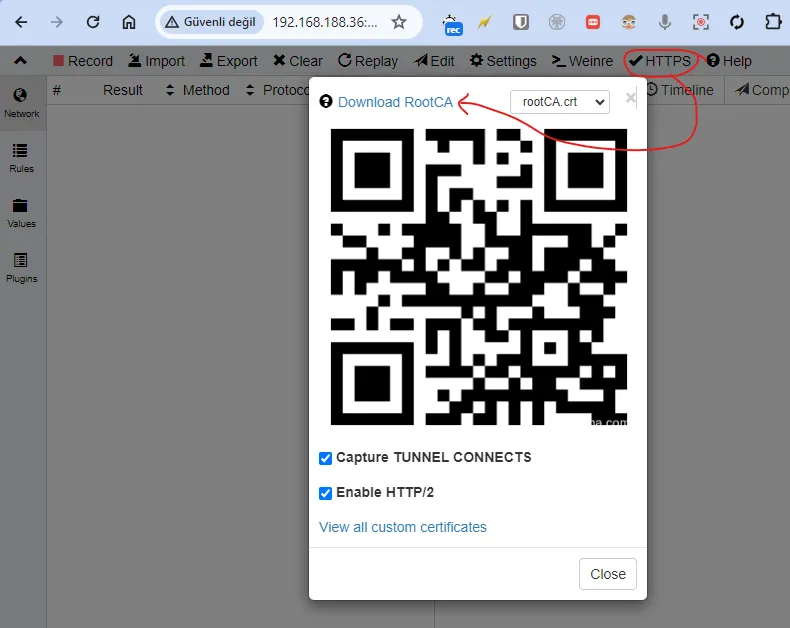 Güvenli değil
192.168.188.36:...
rec
Record
Import
Export
Clear
Replay
Edit
Settings
Weinre
HTTPS
Help
#
Result
Method
Protoco
Timeline
Comp
Network
Rules
Values
Plugins
Download RootCA
rootCA.crt
×
Capture TUNNEL CONNECTS
Enable HTTP/2
View all custom certificates
Close